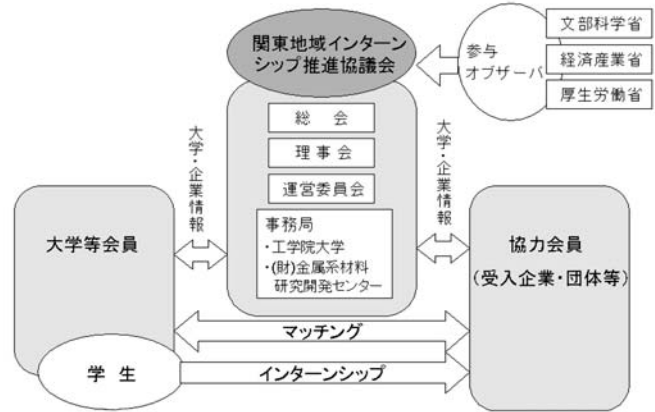 関東地域インターン
シップ推進協議会
参与
オブザーバ
文部科学省
経済産業省
厚生労働省
総 会
理事会
運営委員会
事務局
・工学院大学
・(財)金属系材料
研究開発センター
大学・企業情報
大学・企業情報
大学等会員
協力会員
(受入企業・団体等)
マッチング
学 生
インターンシップ